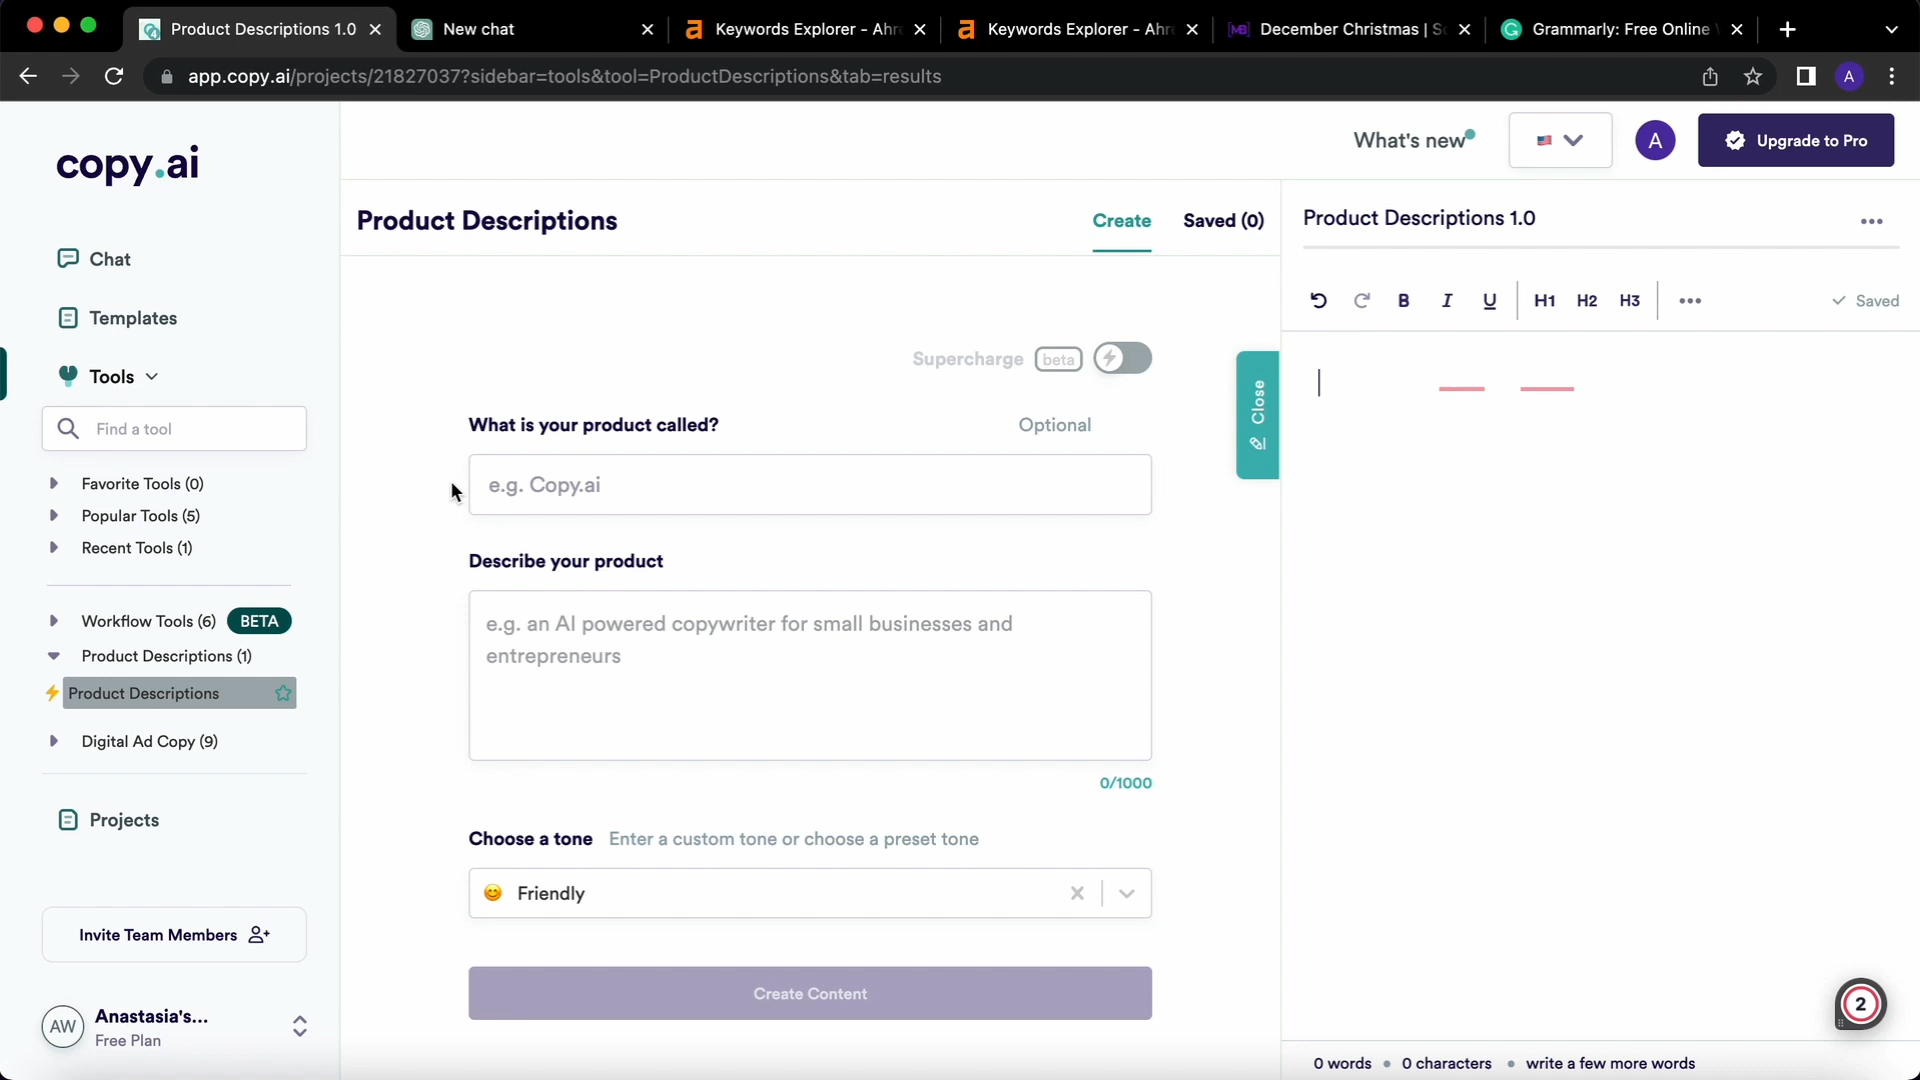 Product Descriptions 1.0
New chat
Keywords Explorer - Ahre
Keywords Explorer - Ahre
December Christmas | S
Grammarly: Free Online
app.copy.ai/projects/21827037?sidebar=tools&tool=ProductDescriptions&tab=results
A
copy.ai
What's new
A
Upgrade to Pro
Chat
Templates
Tools
Find a tool
Favorite Tools (0)
Popular Tools (5)
Recent Tools (1)
Workflow Tools (6) BETA
Product Descriptions (1)
Product Descriptions
Digital Ad Copy (9)
Projects
Invite Team Members
AW
Anastasia's...
Free Plan
Product Descriptions
Create
Saved (0)
Supercharge beta
What is your product called?
Optional
e.g. Copy.ai
Describe your product
e.g. an AI powered copywriter for small businesses and
entrepreneurs
0/1000
Choose a tone Enter a custom tone or choose a preset tone
😊 Friendly
Create Content
Close
Product Descriptions 1.0
B I U H1 H2 H3
Saved
2
0 words • 0 characters • write a few more words